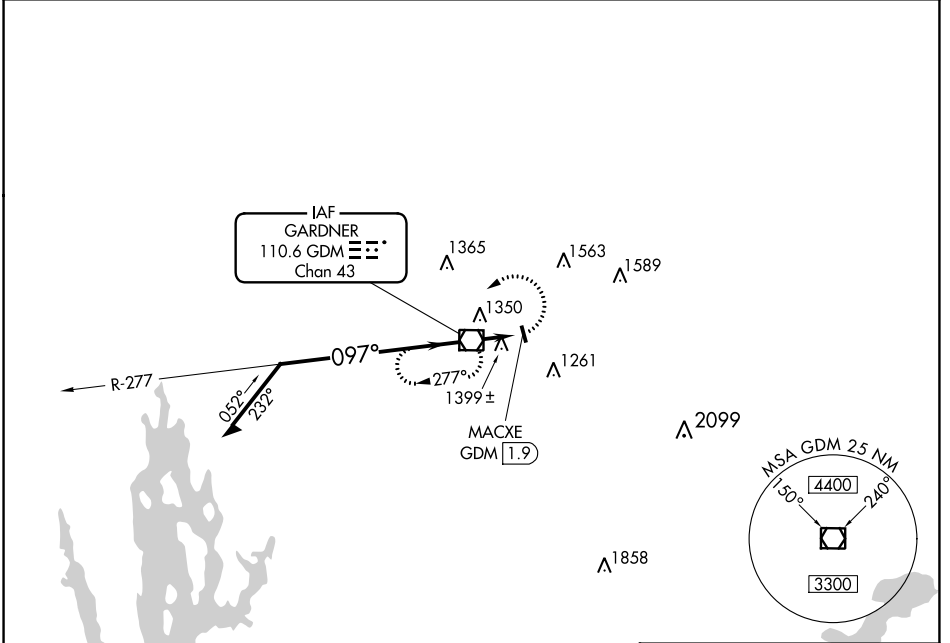 IAF
GARDNER
110.6 GDM
Chan 43
1365
1563
1589
1350
097°
R-277
277°
1399 ±
1261
052°
232°
MACXE
GDM 1.9
2099
MSA GDM 25 NM
150°
4400
240°
3300
1858